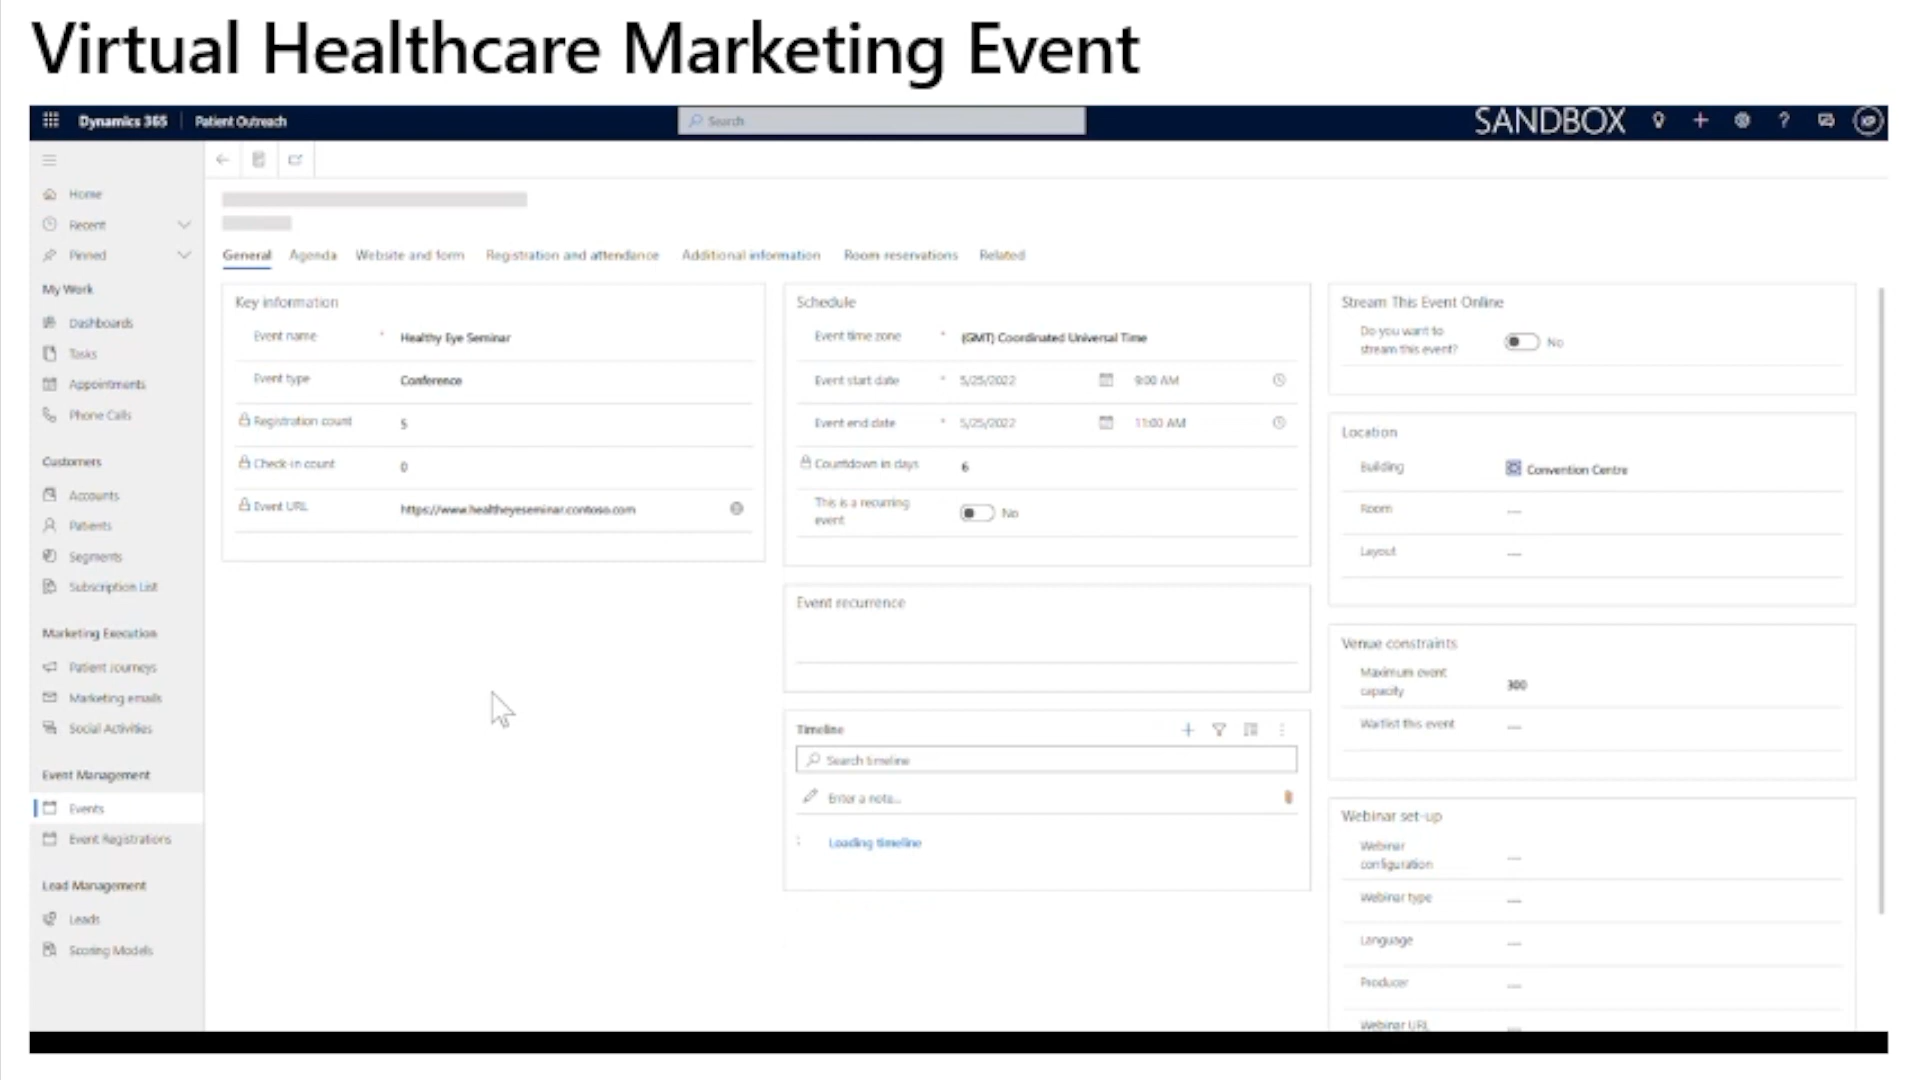 Virtual Healthcare Marketing Event
Dynamics 365 Patient Outreach Search SANDBOX
Home
Recent
Pinned
My Work
Dashboards
Tasks
Appointments
Phone Calls
Customers
Accounts
Patients
Segments
Subscription List
Marketing Execution
Patient Journeys
Marketing emails
Social Activities
Event Management
Events
Event Registrations
Lead Management
Leads
Scoring Models
General Agenda Website and form Registration and attendance Additional information Room reservations Related
Key information
Event name * Healthy Eye Seminar
Event type Conference
Registration count 5
Check-in count 0
Event URL https://www.healtheyeseminar.contoso.com
Schedule
Event time zone * (GMT) Coordinated Universal Time
Event start date * 5/25/2022 9:00 AM
Event end date * 5/25/2022 11:00 AM
Countdown in days 6
This is a recurring
event No
Event recurrence
Timeline
Search timeline
Enter a note...
Loading timeline
Stream This Event Online
Do you want to
stream this event? No
Location
Building Convention Centre
Room ---
Layout ---
Venue constraints
Maximum event
capacity 300
Waitlist this event ---
Webinar set-up
Webinar
configuration ---
Webinar type ---
Language ---
Producer ---
Webinar URL ---